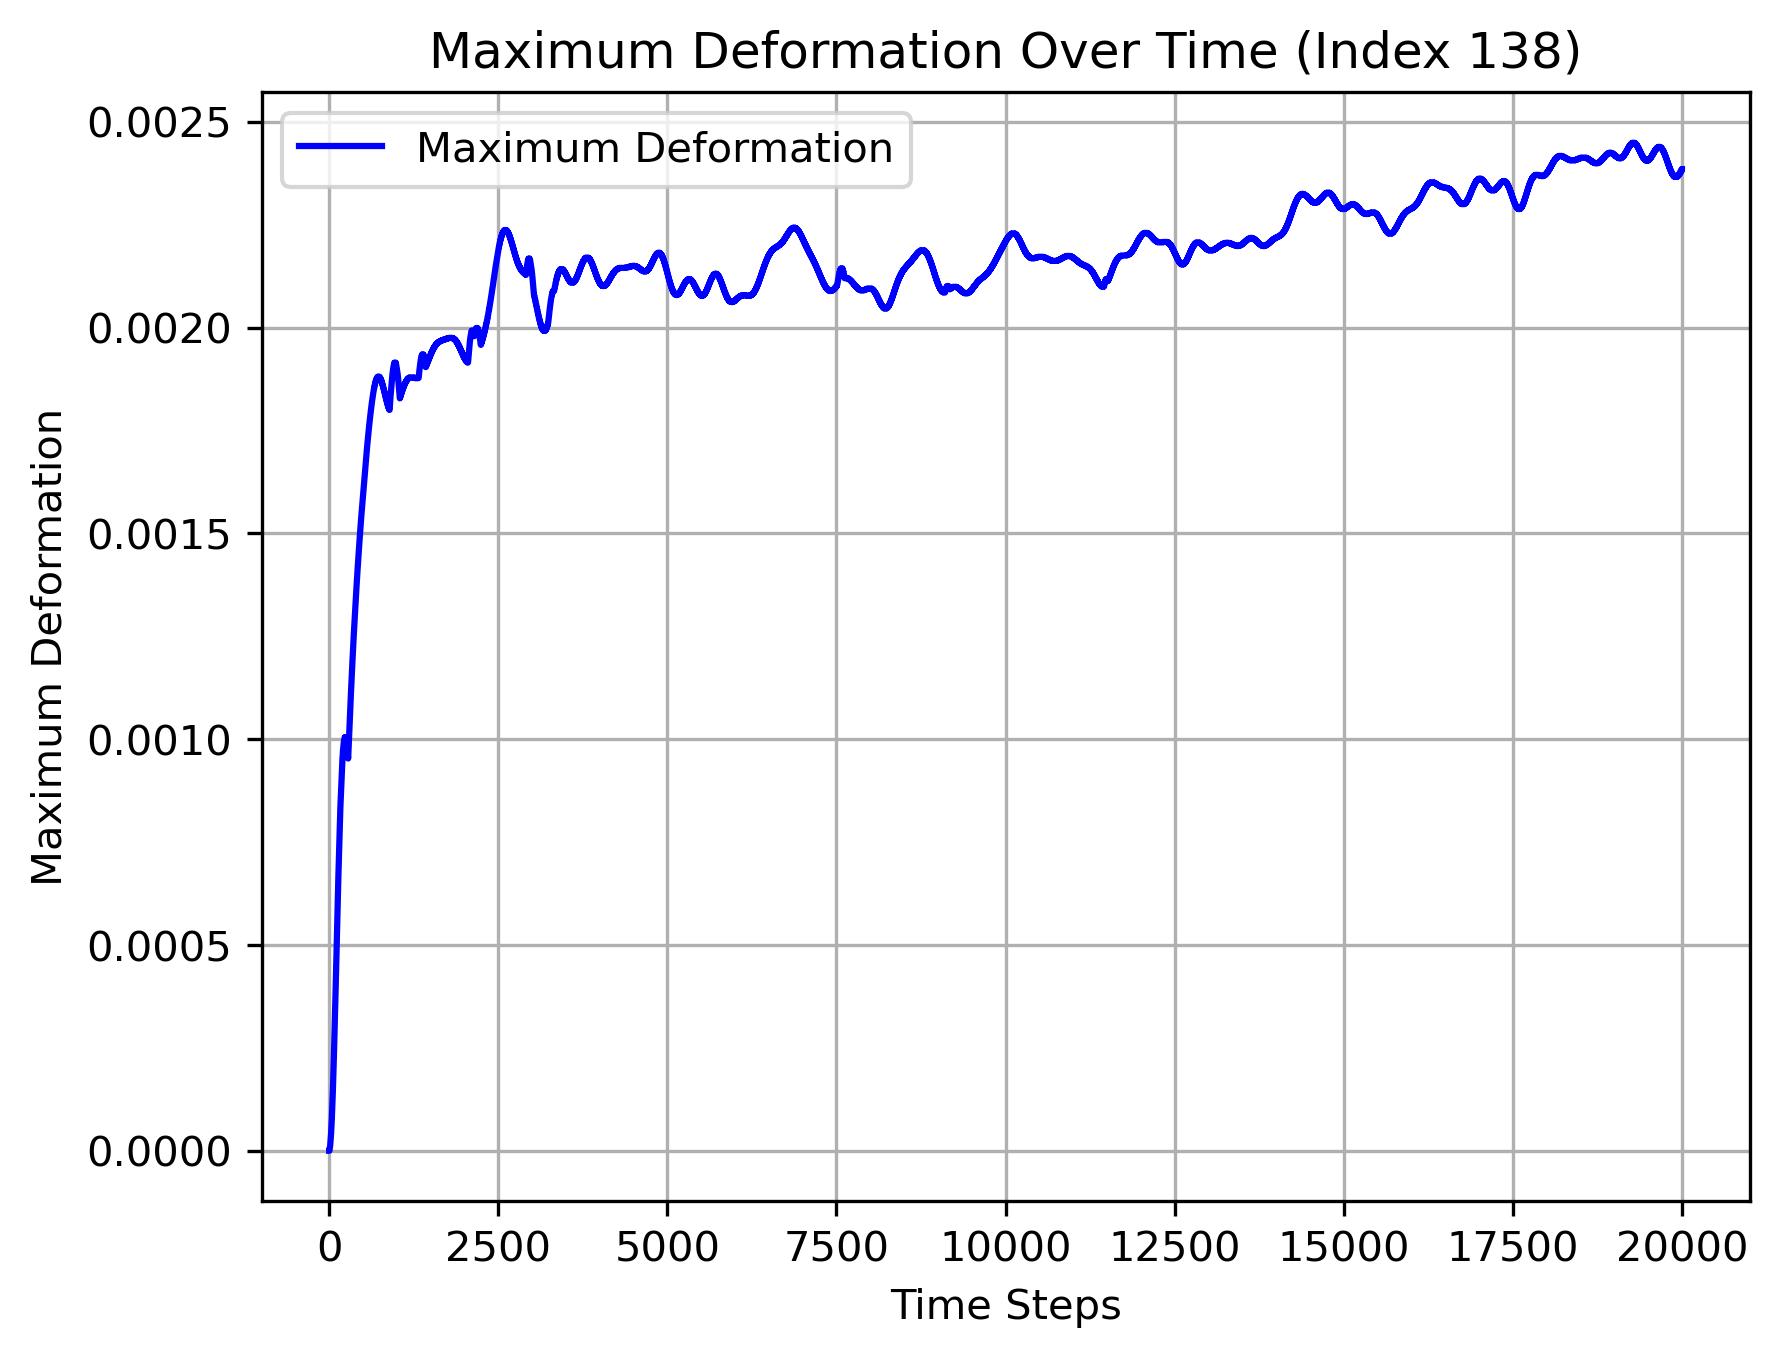 Maximum Deformation Over Time (Index 138)
Maximum Deformation
Maximum Deformation
0.0025
0.0020
0.0015
0.0010
0.0005
0.0000
0 2500 5000 7500 10000 12500 15000 17500 20000
Time Steps